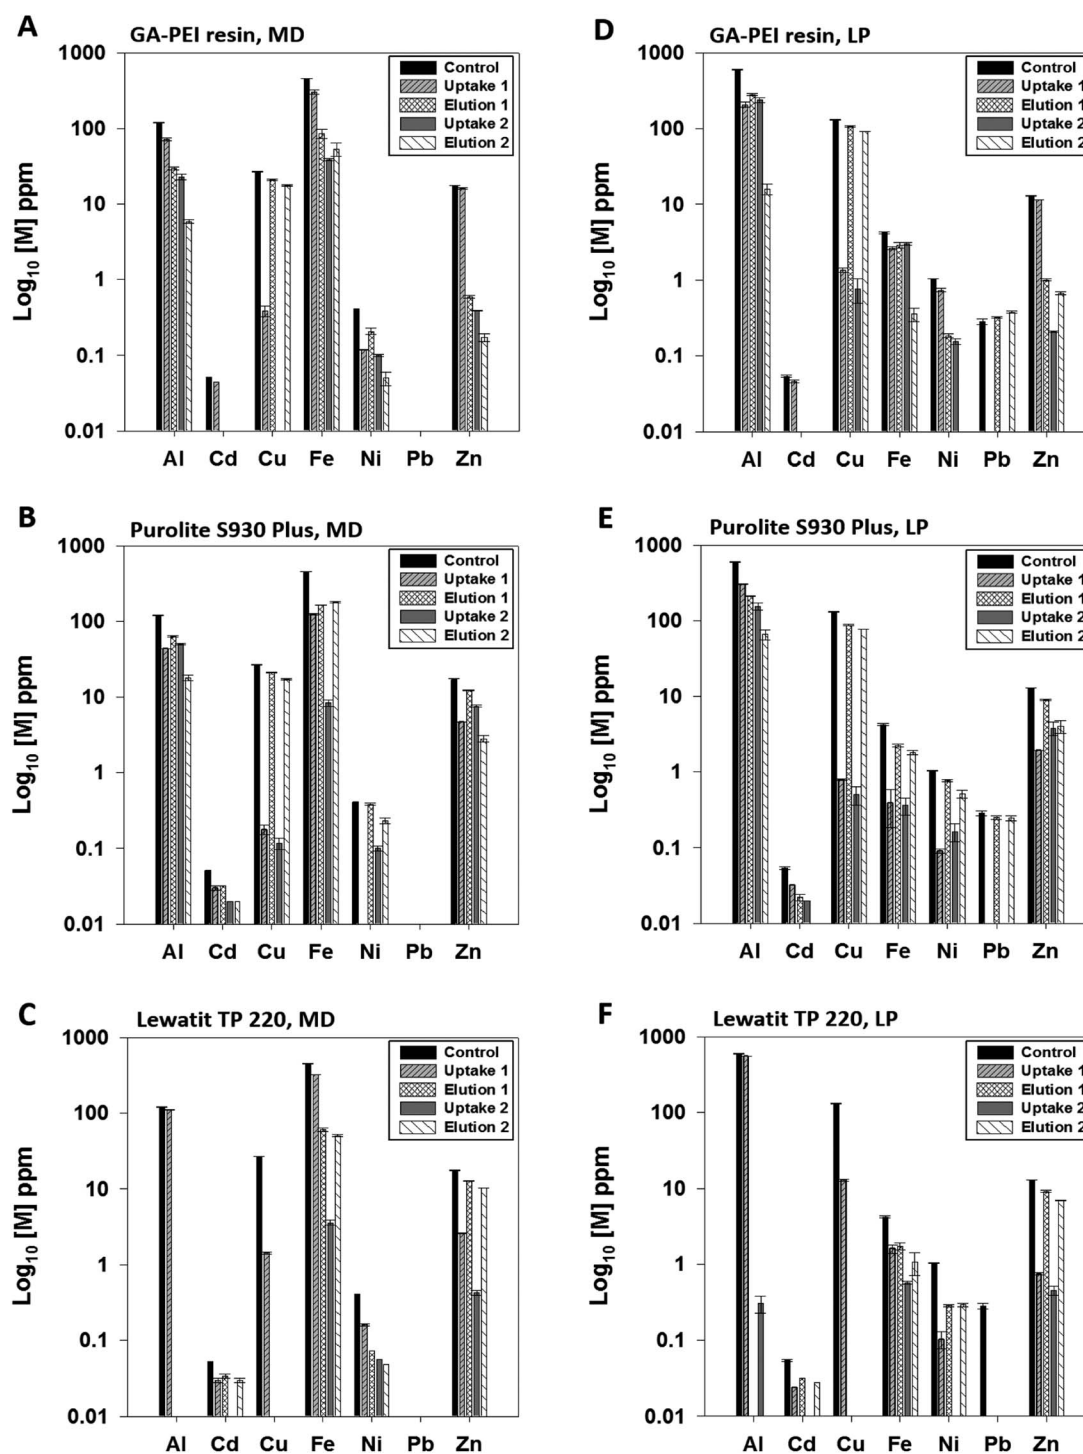 A
GA-PEI resin, MD
Log10 [M] ppm
1000
100
10
1
0.1
0.01
Control
Uptake 1
Elution 1
Uptake 2
Elution 2
Al Cd Cu Fe Ni Pb Zn
D
GA-PEI resin, LP
Log10 [M] ppm
1000
100
10
1
0.1
0.01
Control
Uptake 1
Elution 1
Uptake 2
Elution 2
Al Cd Cu Fe Ni Pb Zn
B
Purolite S930 Plus, MD
Log10 [M] ppm
1000
100
10
1
0.1
0.01
Control
Uptake 1
Elution 1
Uptake 2
Elution 2
Al Cd Cu Fe Ni Pb Zn
E
Purolite S930 Plus, LP
Log10 [M] ppm
1000
100
10
1
0.1
0.01
Control
Uptake 1
Elution 1
Uptake 2
Elution 2
Al Cd Cu Fe Ni Pb Zn
C
Lewatit TP 220, MD
Log10 [M] ppm
1000
100
10
1
0.1
0.01
Control
Uptake 1
Elution 1
Uptake 2
Elution 2
Al Cd Cu Fe Ni Pb Zn
F
Lewatit TP 220, LP
Log10 [M] ppm
1000
100
10
1
0.1
0.01
Control
Uptake 1
Elution 1
Uptake 2
Elution 2
Al Cd Cu Fe Ni Pb Zn